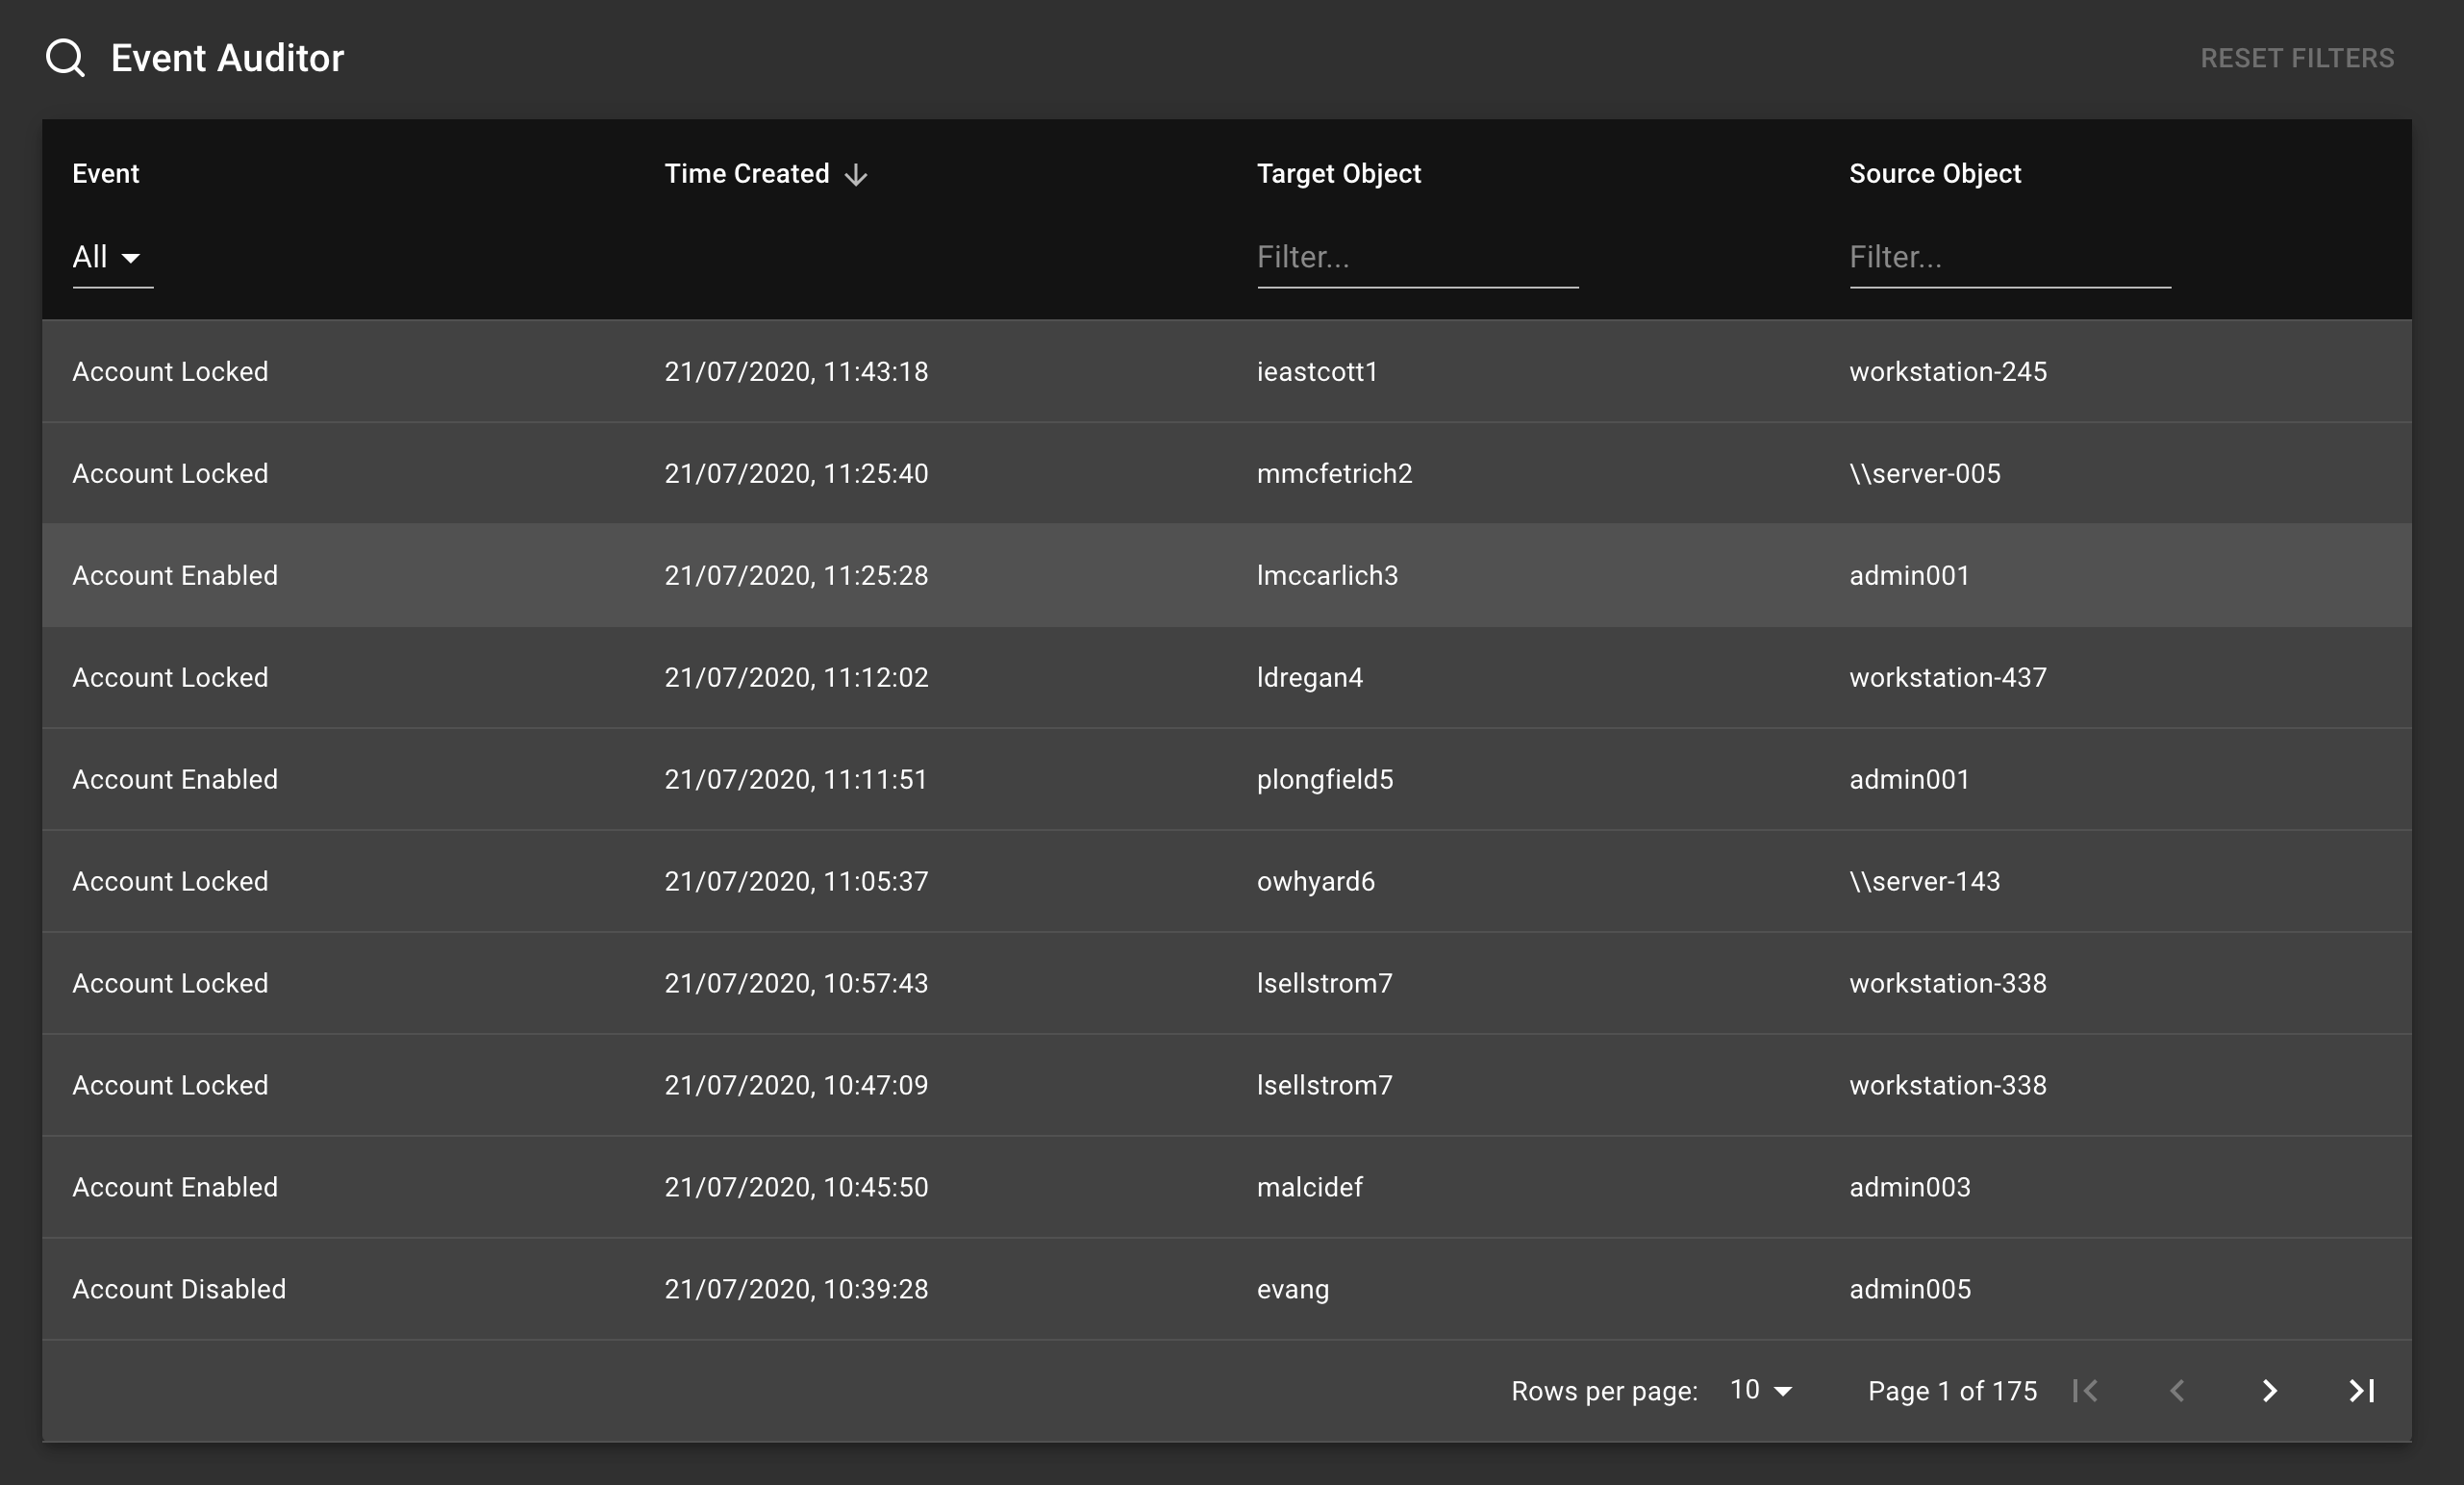 Event Auditor RESET FILTERS
Event Time Created Target Object Source Object
All Filter... Filter...
Account Locked 21/07/2020, 11:43:18 ieastcott1 workstation-245
Account Locked 21/07/2020, 11:25:40 mmcfetrich2 \\server-005
Account Enabled 21/07/2020, 11:25:28 lmccarlich3 admin001
Account Locked 21/07/2020, 11:12:02 ldregan4 workstation-437
Account Enabled 21/07/2020, 11:11:51 plongfield5 admin001
Account Locked 21/07/2020, 11:05:37 owhyard6 \\server-143
Account Locked 21/07/2020, 10:57:43 lsellstrom7 workstation-338
Account Locked 21/07/2020, 10:47:09 lsellstrom7 workstation-338
Account Enabled 21/07/2020, 10:45:50 malcidef admin003
Account Disabled 21/07/2020, 10:39:28 evang admin005
Rows per page: 10 Page 1 of 175